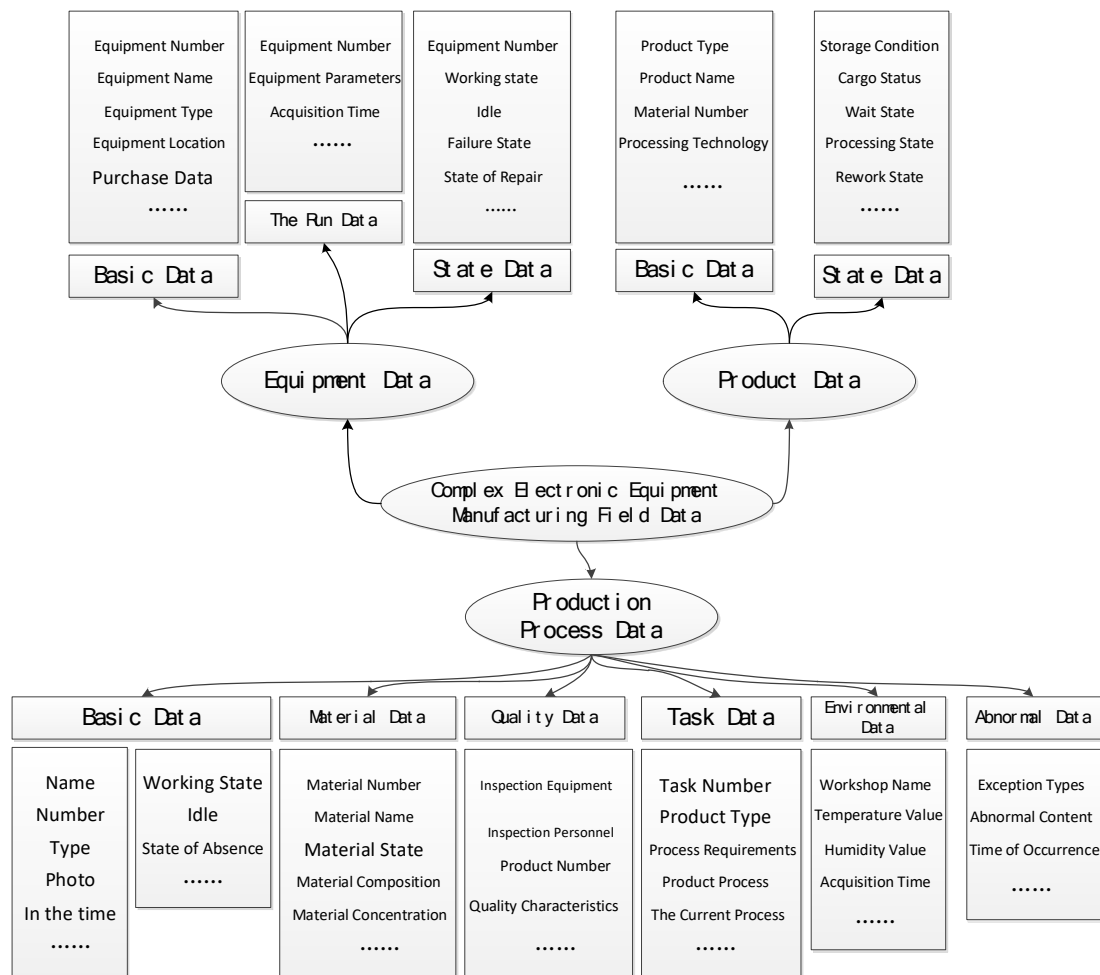 Equipment Number
Equipment Name
Equipment Type
Equipment Location
Purchase Data
......
Basic Data
Equipment Number
Equipment Parameters
Acquisition Time
......
The Run Data
Equipment Number
Working state
Idle
Failure State
State of Repair
......
State Data
Product Type
Product Name
Material Number
Processing Technology
......
Basic Data
Storage Condition
Cargo Status
Wait State
Processing State
Rework State
......
State Data
Equipment Data
Product Data
Complex Electronic Equipment
Manufacturing Field Data
Production
Process Data
Basic Data
Name
Number
Type
Photo
In the time
......
Working State
Idle
State of Absence
......
Material Data
Material Number
Material Name
Material State
Material Composition
Material Concentration
......
Quality Data
Inspection Equipment
Inspection Personnel
Product Number
Quality Characteristics
......
Task Data
Task Number
Product Type
Process Requirements
Product Process
The Current Process
......
Environmental
Data
Workshop Name
Temperature Value
Humidity Value
Acquisition Time
......
Abnormal Data
Exception Types
Abnormal Content
Time of Occurrence
......